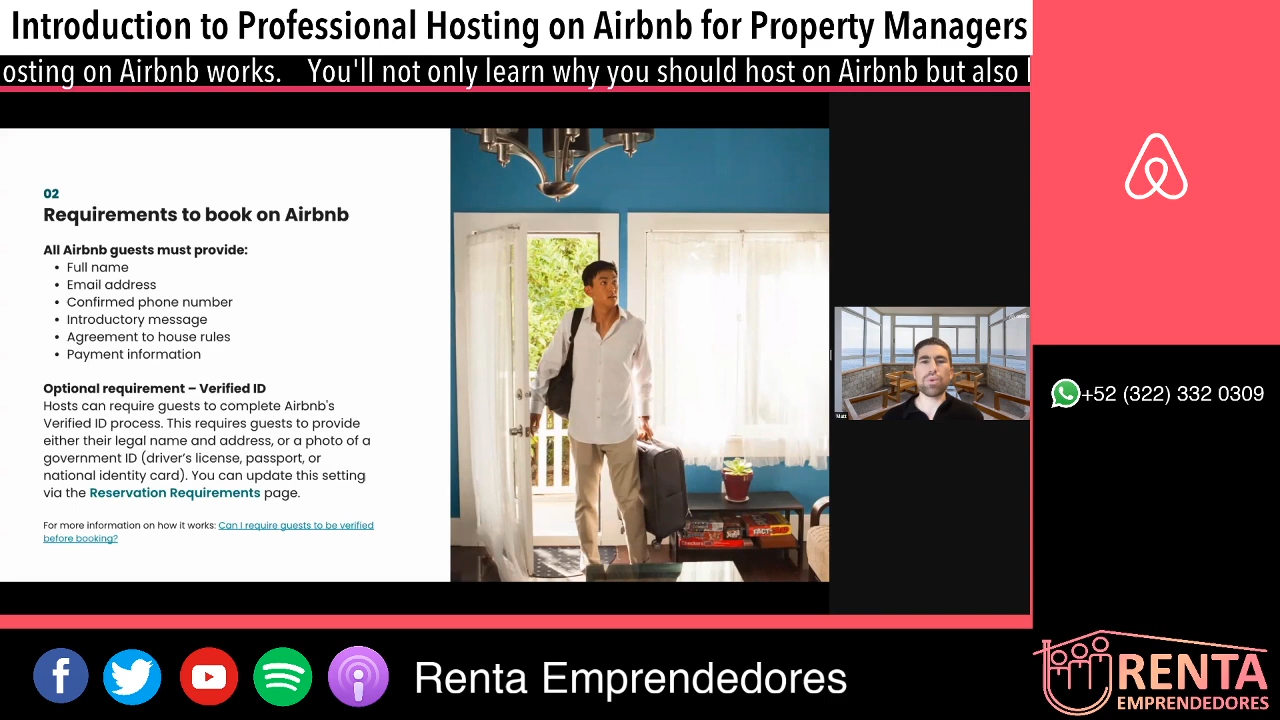 Introduction to Professional Hosting on Airbnb for Property Managers
osting on Airbnb works. You'll not only learn why you should host on Airbnb but also
02
Requirements to book on Airbnb
All Airbnb guests must provide:
• Full name
• Email address
• Confirmed phone number
• Introductory message
• Agreement to house rules
• Payment information
Optional requirement – Verified ID
Hosts can require guests to complete Airbnb's
Verified ID process. This requires guests to provide
either their legal name and address, or a photo of a
government ID (driver's license, passport, or
national identity card). You can update this setting
via the Reservation Requirements page.
For more information on how it works: Can I require guests to be verified
before booking?
Matt
+52 (322) 332 0309
Renta Emprendedores
RENTA
EMPRENDEDORES